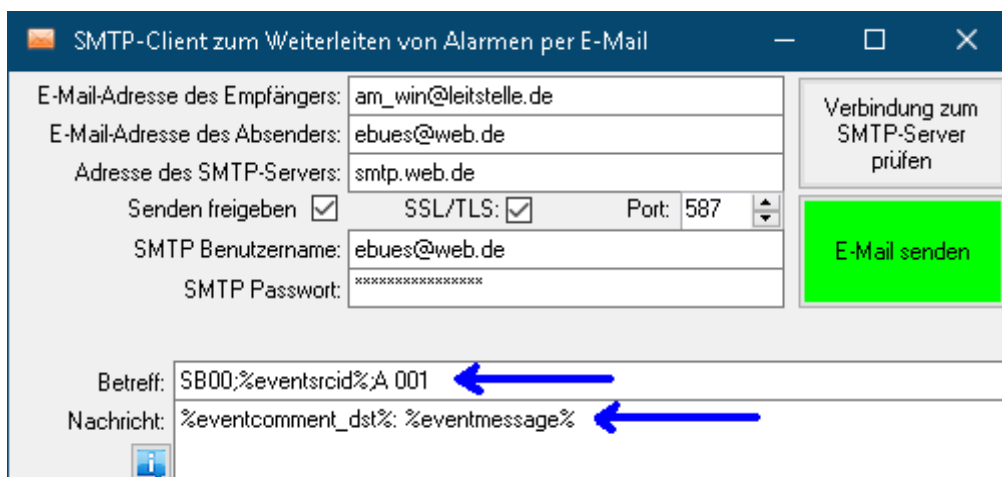 SMTP-Client zum Weiterleiten von Alarmen per E-Mail
E-Mail-Adresse des Empfängers: am_win@leitstelle.de
E-Mail-Adresse des Absenders: ebues@web.de
Adresse des SMTP-Servers: smtp.web.de
Verbindung zum
SMTP-Server
prüfen
Senden freigeben SSL/TLS: Port: 587
SMTP Benutzername: ebues@web.de
SMTP Passwort: ****************
E-Mail senden
Betreff: SB00;%eventsrcid%;A 001
Nachricht: %eventcomment_dst%: %eventmessage%
i